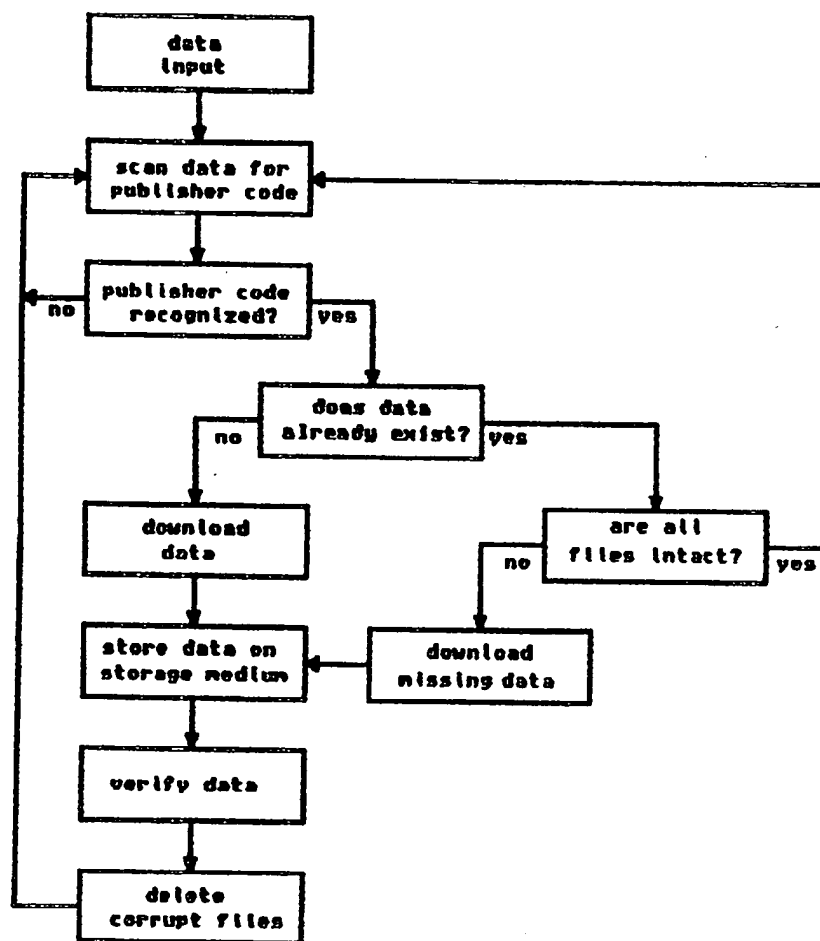 data
input
scan data for
publisher code
publisher code
recognized?
no
yes
does data
already exist?
no
yes
download
data
are all
files intact?
no
yes
store data on
storage medium
download
missing data
verify data
delete
corrupt files